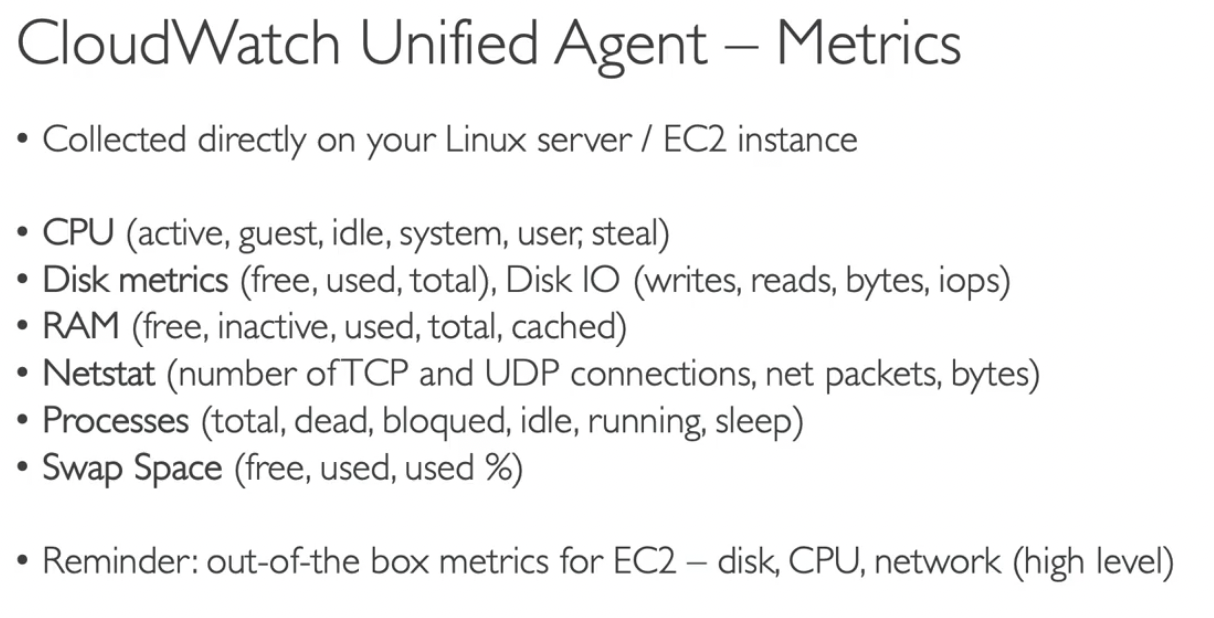 CloudWatch Unified Agent – Metrics
• Collected directly on your Linux server / EC2 instance
• CPU (active, guest, idle, system, user, steal)
• Disk metrics (free, used, total), Disk IO (writes, reads, bytes, iops)
• RAM (free, inactive, used, total, cached)
• Netstat (number of TCP and UDP connections, net packets, bytes)
• Processes (total, dead, bloqued, idle, running, sleep)
• Swap Space (free, used, used %)
• Reminder: out-of-the box metrics for EC2 – disk, CPU, network (high level)